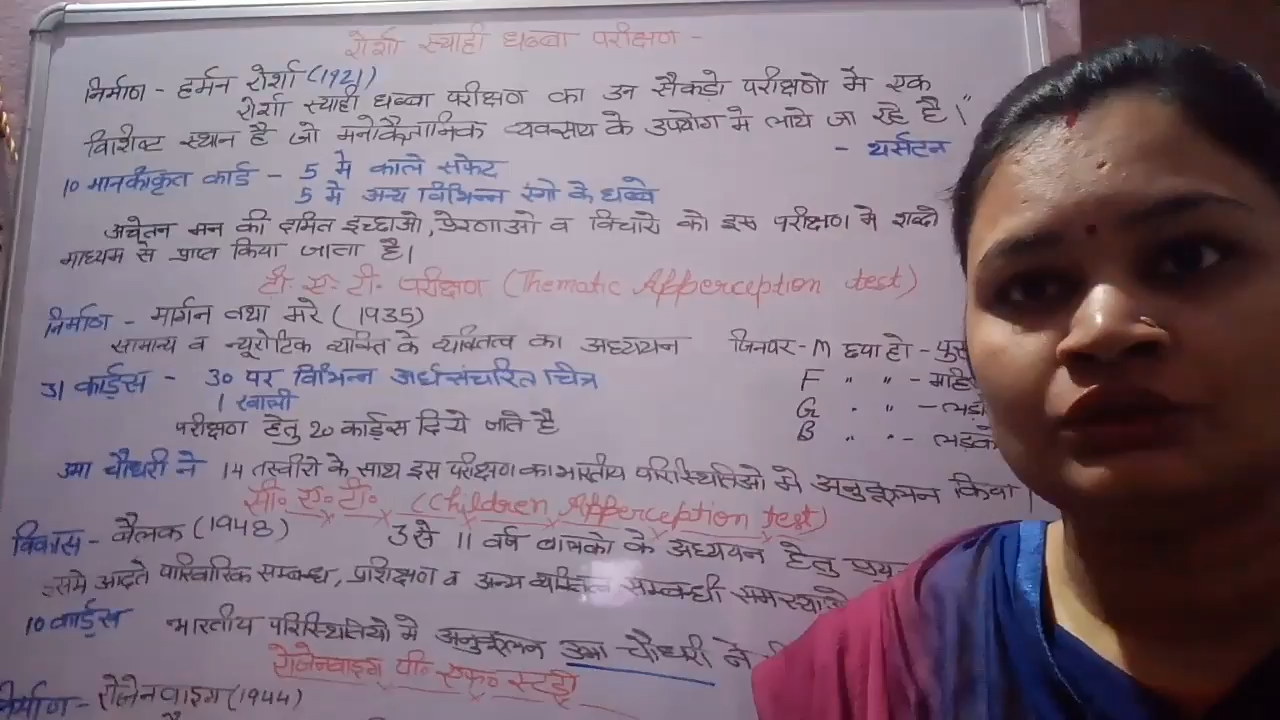 रोर्शा स्याही धब्बा परीक्षण -
निर्माण - हर्मन रोर्शा (1921)
रोर्शा स्याही धब्बा परीक्षण का उन सैकड़ो परीक्षणो में एक
विशिष्ट स्थान है जो मनोवैज्ञानिक व्यवसाय के उपयोग मे लाये जा रहे है।"
- थर्सटन
10 मानकीकृत कार्ड - 5 मे काले सफेद
5 मे अन्य विभिन्न रंगो के धब्बे
अचेतन मन की दमित इच्छाओ, प्रेरणाओ व विचारो को इस परीक्षण मे शब्दो
माध्यम से प्राप्त किया जाता है।
टी. ए. टी. परीक्षण (Thematic Apperception test)
निर्माण - मार्गन तथा मरे (1935)
सामान्य व न्यूरोटिक व्यक्ति के व्यक्तित्व का अध्ययन
जिनपर - M छपा हो - पुरु
31 कार्ड्स - 30 पर विभिन्न अर्धसंचरित चित्र
F " " - महि
1 खाली
G " " - लड़
परीक्षण हेतु 20 कार्ड्स दिये जाते है
B " " - लड़के
उमा चौधरी ने 14 तस्वीरो के साथ इस परीक्षण का भारतीय परिस्थितिओ मे अनुकूलन किया।
सी. ए. टी. (Children Apperception test)
विकास - बैलक (1948)
3 से 11 वर्ष बालको के अध्ययन हेतु
इसमे आदते पारिवारिक सम्बन्ध, प्रशिक्षण व अन्य व्यक्तित्व सम्बन्धी समस्याओ
10 कार्ड्स
भारतीय परिस्थितियो मे अनुकूलन उमा चौधरी ने
रोजेनवाइग पी. एफ. स्टडी
निर्माण - रोजेनवाइग (1944)